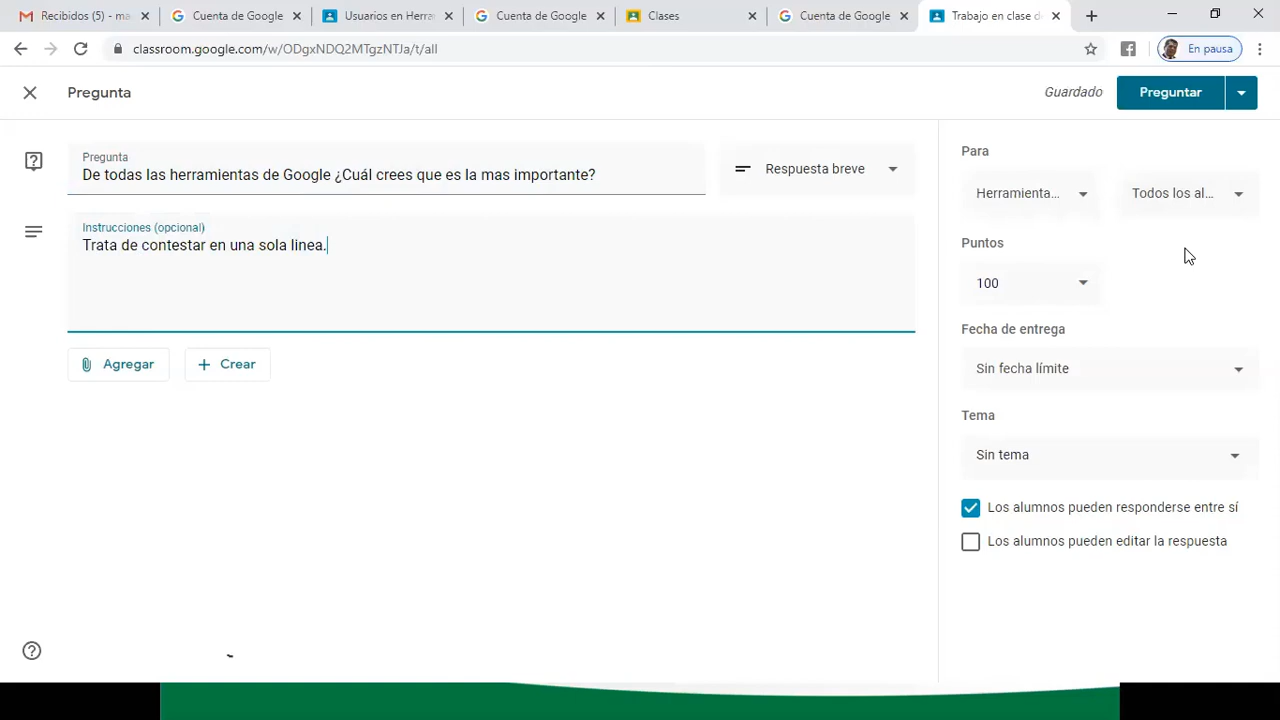 Recibidos (5) - ma
Cuenta de Google
Usuarios en Herra
Cuenta de Google
Clases
Cuenta de Google
Trabajo en clase d
classroom.google.com/w/ODgxNDQ2MTgzNTJa/t/all
En pausa
Pregunta
Guardado
Preguntar
Pregunta
De todas las herramientas de Google ¿Cuál crees que es la mas importante?
Respuesta breve
Instrucciones (opcional)
Trata de contestar en una sola linea.
Agregar
Crear
Para
Herramienta...
Todos los al...
Puntos
100
Fecha de entrega
Sin fecha límite
Tema
Sin tema
Los alumnos pueden responderse entre sí
Los alumnos pueden editar la respuesta